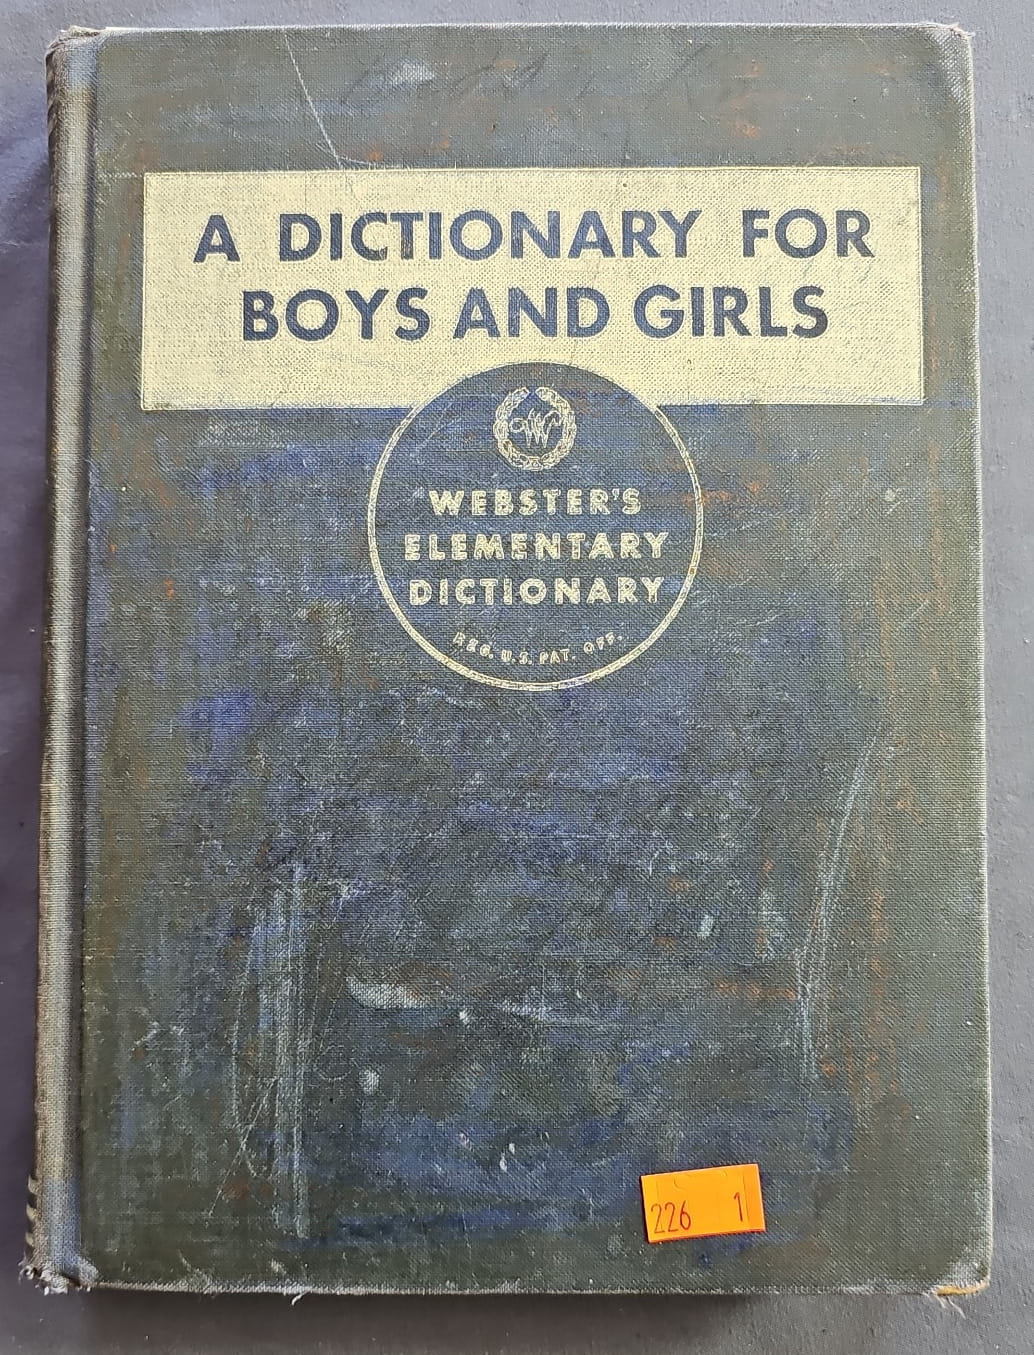 A DICTIONARY FOR
BOYS AND GIRLS
W
WEBSTER'S
ELEMENTARY
DICTIONARY
REG. U.S. PAT. OFF.
226 1